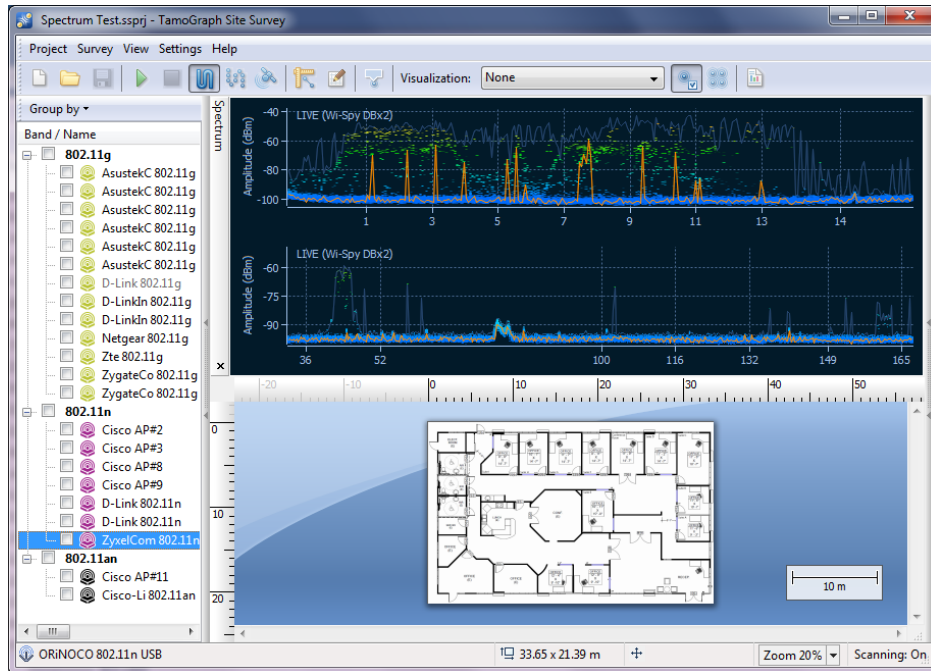 Spectrum Test.ssprj - TamoGraph Site Survey
Project Survey View Settings Help
Visualization: None
Group by
Band / Name
802.11g
AsustekC 802.11g
AsustekC 802.11g
AsustekC 802.11g
AsustekC 802.11g
AsustekC 802.11g
AsustekC 802.11g
D-Link 802.11g
D-LinkIn 802.11g
D-LinkIn 802.11g
Netgear 802.11g
Zte 802.11g
ZygateCo 802.11g
ZygateCo 802.11g
802.11n
Cisco AP#2
Cisco AP#3
Cisco AP#8
Cisco AP#9
D-Link 802.11n
D-Link 802.11n
ZyxelCom 802.11n
802.11an
Cisco AP#11
Cisco-Li 802.11an
Spectrum
LIVE (Wi-Spy DBx2)
Amplitude (dBm)
-40
-60
-80
-100
1 3 5 7 9 11 13 14
LIVE (Wi-Spy DBx2)
Amplitude (dBm)
-60
-75
-90
36 52 100 116 132 149 165
-20 -10 0 10 20 30 40 50
0
10
20
10 m
ORiNOCO 802.11n USB
33.65 x 21.39 m
Zoom 20%
Scanning: On